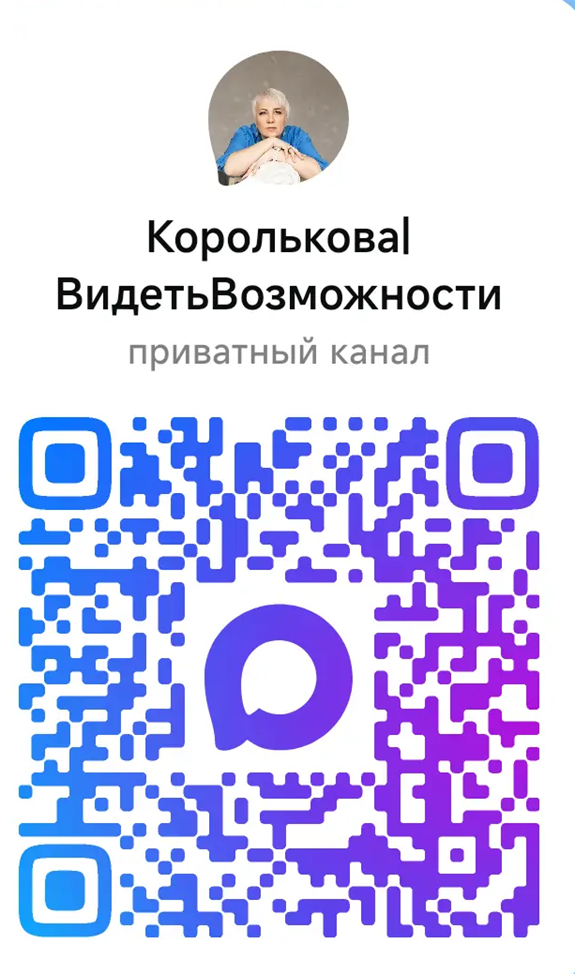 Королькова|
ВидетьВозможности
приватный канал